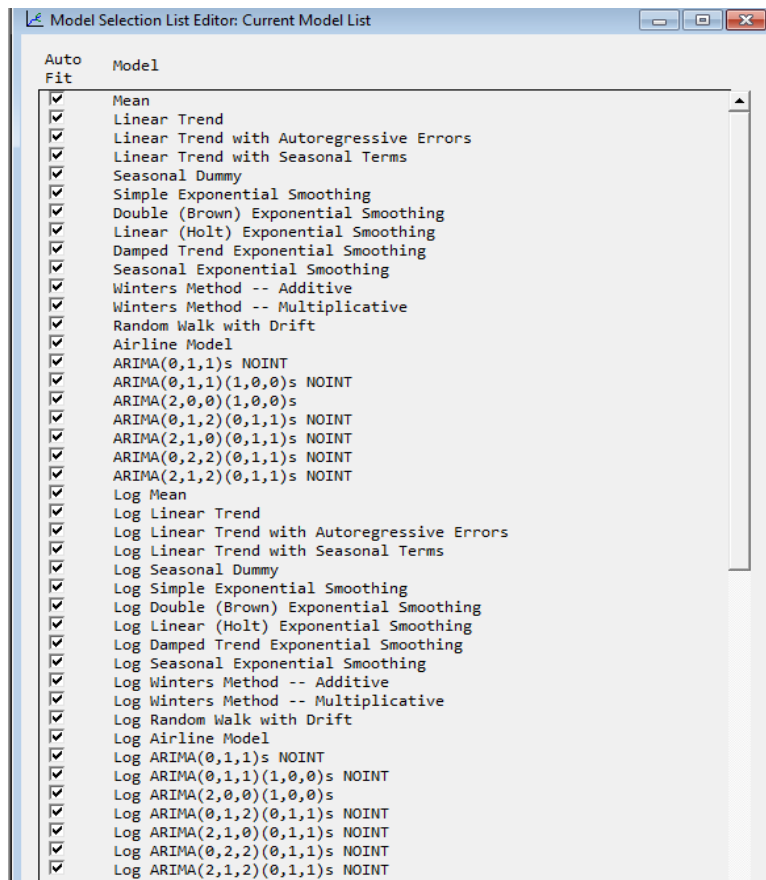 Model Selection List Editor: Current Model List
Auto Fit
Model
Mean
Linear Trend
Linear Trend with Autoregressive Errors
Linear Trend with Seasonal Terms
Seasonal Dummy
Simple Exponential Smoothing
Double (Brown) Exponential Smoothing
Linear (Holt) Exponential Smoothing
Damped Trend Exponential Smoothing
Seasonal Exponential Smoothing
Winters Method -- Additive
Winters Method -- Multiplicative
Random Walk with Drift
Airline Model
ARIMA(0,1,1)s NOINT
ARIMA(0,1,1)(1,0,0)s NOINT
ARIMA(2,0,0)(1,0,0)s
ARIMA(0,1,2)(0,1,1)s NOINT
ARIMA(2,1,0)(0,1,1)s NOINT
ARIMA(0,2,2)(0,1,1)s NOINT
ARIMA(2,1,2)(0,1,1)s NOINT
Log Mean
Log Linear Trend
Log Linear Trend with Autoregressive Errors
Log Linear Trend with Seasonal Terms
Log Seasonal Dummy
Log Simple Exponential Smoothing
Log Double (Brown) Exponential Smoothing
Log Linear (Holt) Exponential Smoothing
Log Damped Trend Exponential Smoothing
Log Seasonal Exponential Smoothing
Log Winters Method -- Additive
Log Winters Method -- Multiplicative
Log Random Walk with Drift
Log Airline Model
Log ARIMA(0,1,1)s NOINT
Log ARIMA(0,1,1)(1,0,0)s NOINT
Log ARIMA(2,0,0)(1,0,0)s
Log ARIMA(0,1,2)(0,1,1)s NOINT
Log ARIMA(2,1,0)(0,1,1)s NOINT
Log ARIMA(0,2,2)(0,1,1)s NOINT
Log ARIMA(2,1,2)(0,1,1)s NOINT